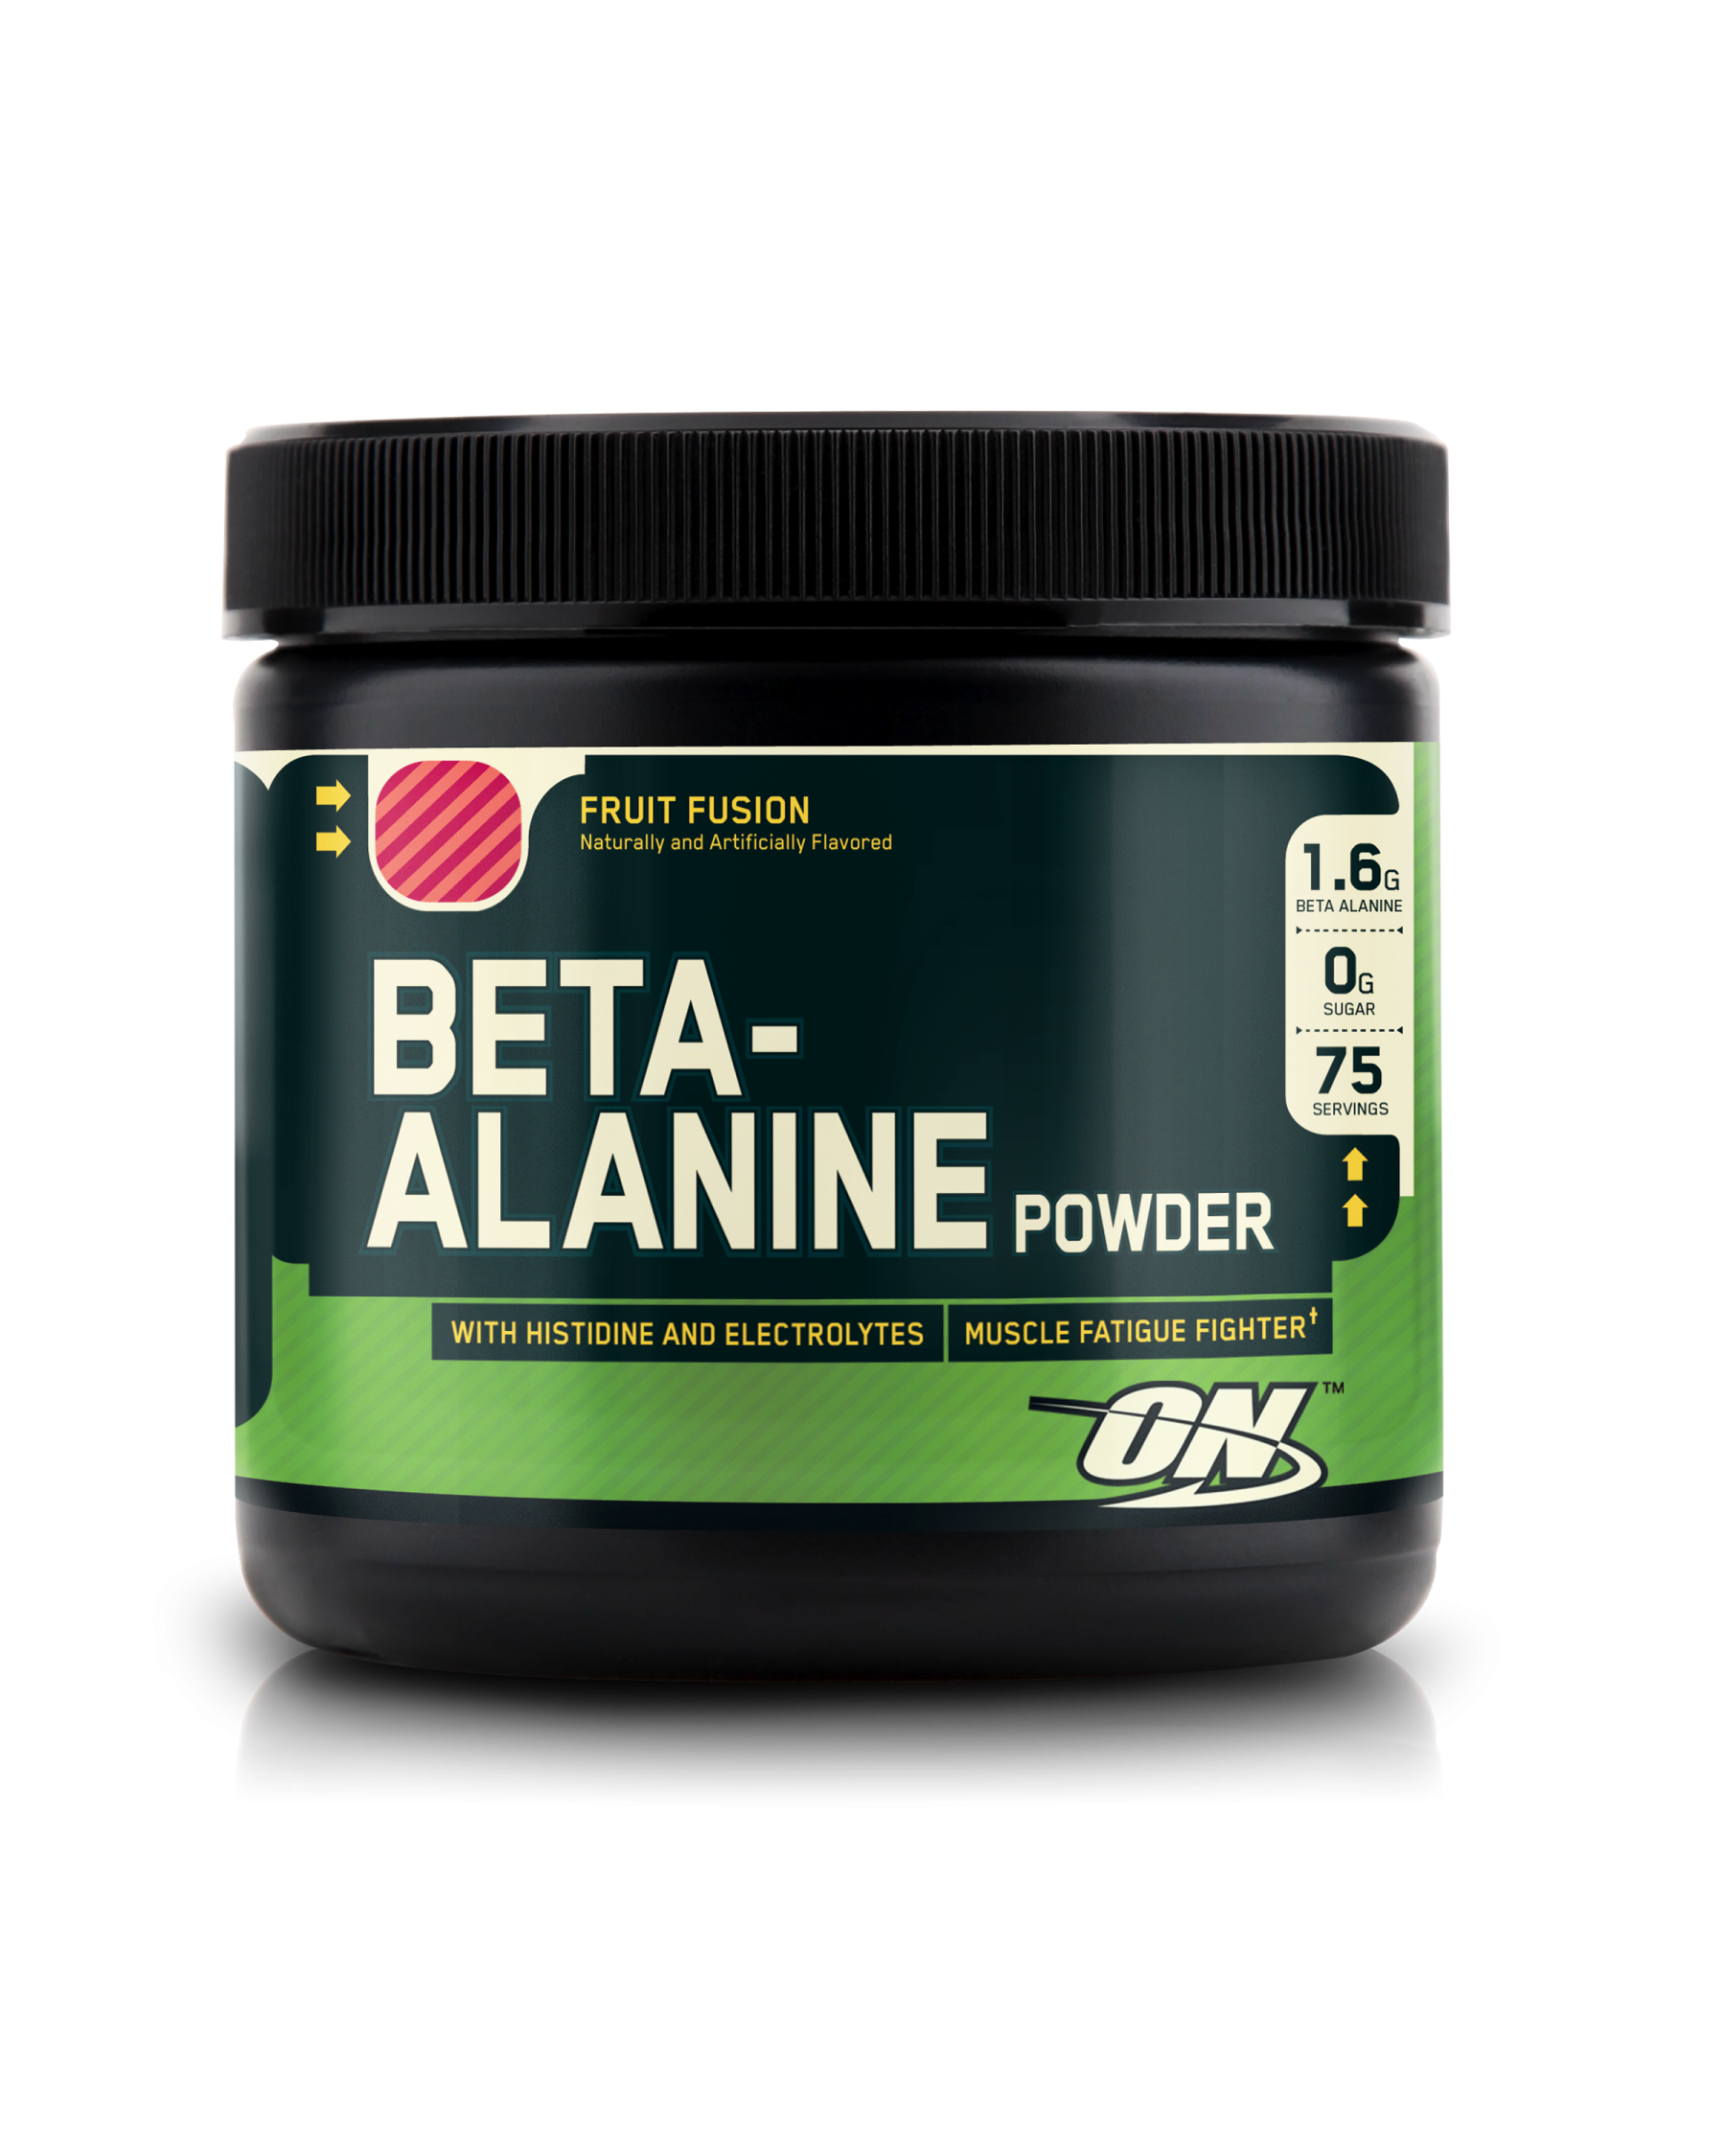 FRUIT FUSION
Naturally and Artificially Flavored
1.6G
BETA ALANINE
0G
SUGAR
75
SERVINGS
BETA-
ALANINE POWDER
WITH HISTIDINE AND ELECTROLYTES
MUSCLE FATIGUE FIGHTER†
ON™